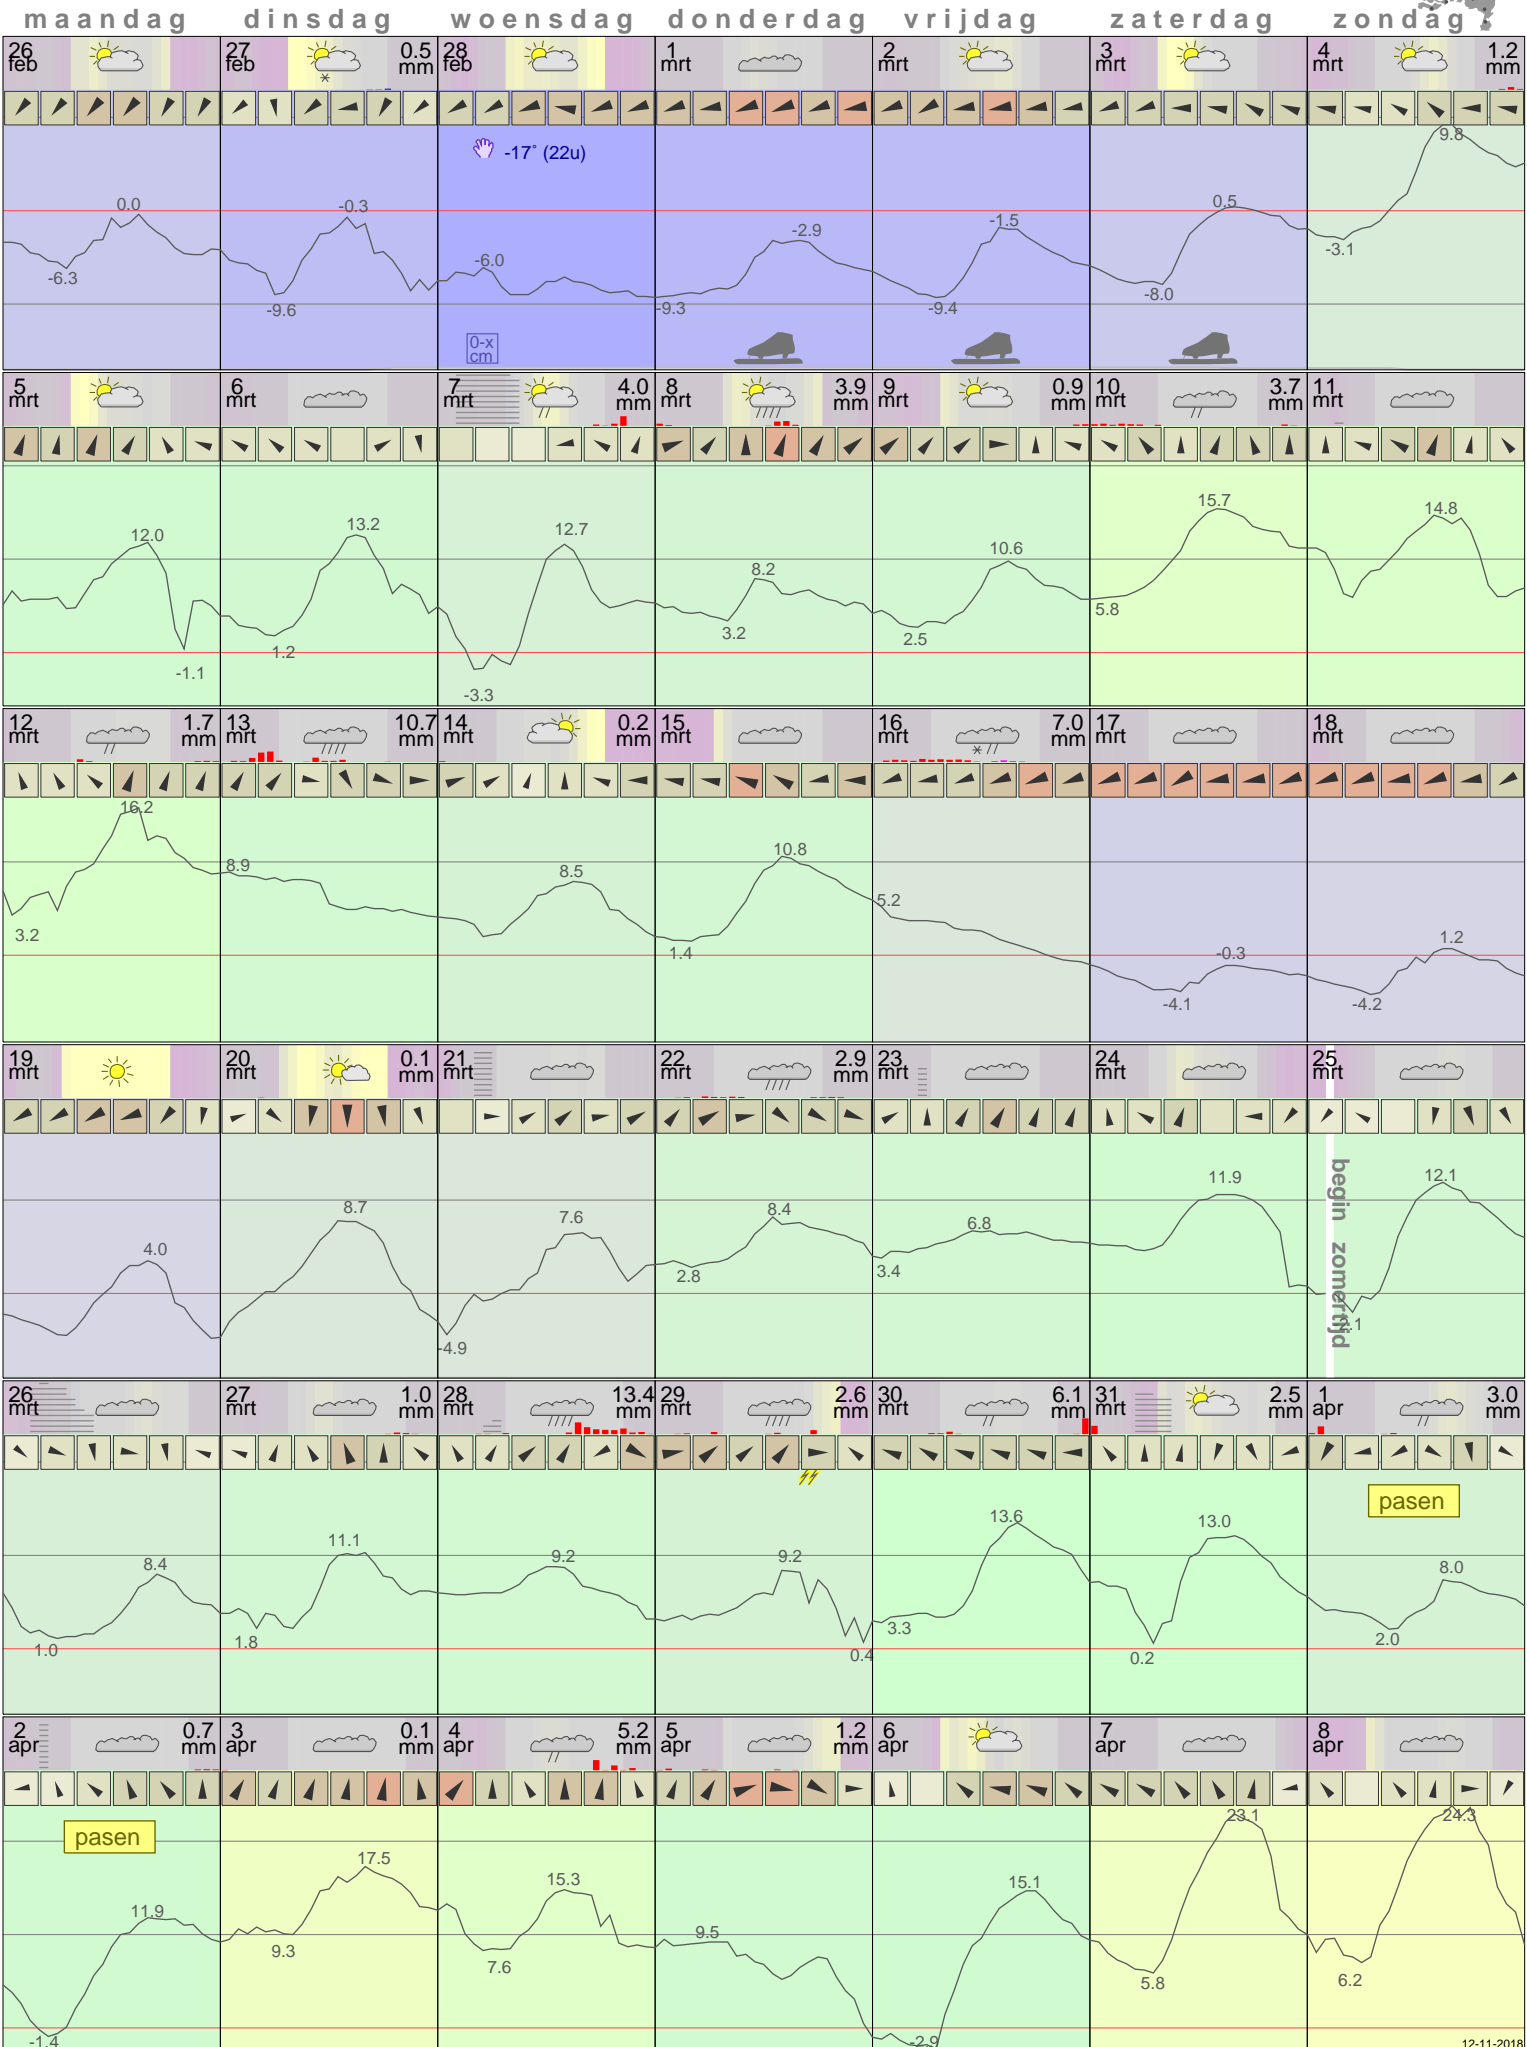 maandag dinsdag woensdag donderdag vrijdag zaterdag zondag
26 27 0.5 28 1 2 3 4 1.2
feb feb mm feb mrt mrt mrt mrt mm
-17° (22u)
9.8
0.0 -0.3 -6.0 -2.9 -1.5 0.5
-6.3 -9.6 -9.3 -9.4 -8.0 -3.1
0-x
cm
5 6 7 4.0 8 3.9 9 0.9 10 3.7 11
mrt mrt mrt mm mrt mm mrt mm mrt mm mrt
12.0 13.2 12.7 8.2 10.6 15.7 14.8
-1.1 1.2 -3.3 3.2 2.5 5.8
12 1.7 13 10.7 14 0.2 15 16 7.0 17 18
mrt mm mrt mm mrt mm mrt mrt mm mrt mrt
16.2 8.9 8.5 10.8 5.2 -0.3 1.2
3.2 1.4 -4.1 -4.2
19 20 0.1 21 22 2.9 23 24 25
mrt mrt mm mrt mrt mm mrt mrt mrt
begin zomertijd
4.0 8.7 7.6 8.4 6.8 11.9 12.1
-4.9 2.8 3.4 -2.1
26 27 1.0 28 13.4 29 2.6 30 6.1 31 2.5 1 3.0
mrt mrt mm mrt mm mrt mm mrt mm mrt mm apr mm
pasen
8.4 11.1 9.2 9.2 13.6 13.0 8.0
1.0 1.8 0.4 3.3 0.2 2.0
2 0.7 3 0.1 4 5.2 5 1.2 6 7 8
apr mm apr mm apr mm apr mm apr apr apr
pasen
11.9 17.5 15.3 9.5 15.1 23.1 24.3
-1.4 9.3 7.6 -2.9 5.8 6.2
12-11-2018